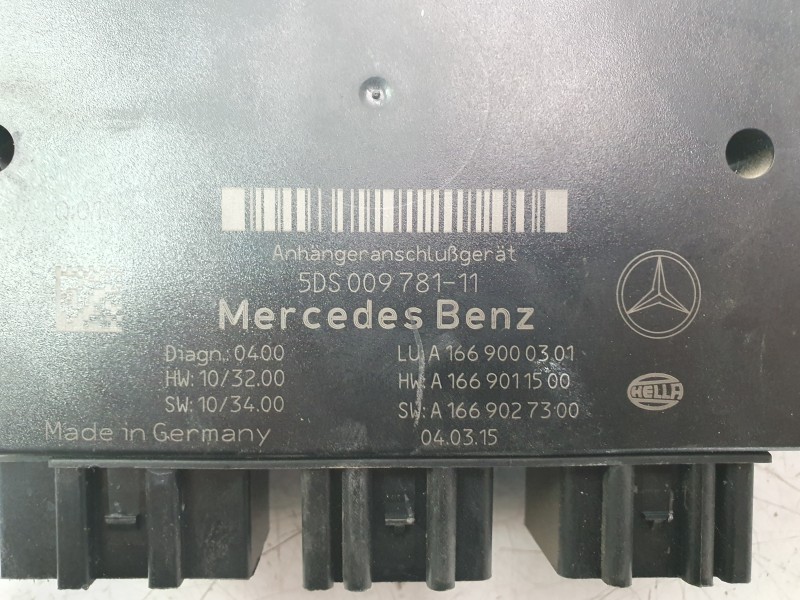 Anhängeranschlußgerät
5DS 009 781-11
Mercedes Benz
Diagn.: 0400
HW: 10/32.00
SW: 10/34.00
LU: A 166 900 03 01
HW: A 166 901 15 00
SW: A 166 902 73 00
HELLA
Made in Germany
04.03.15